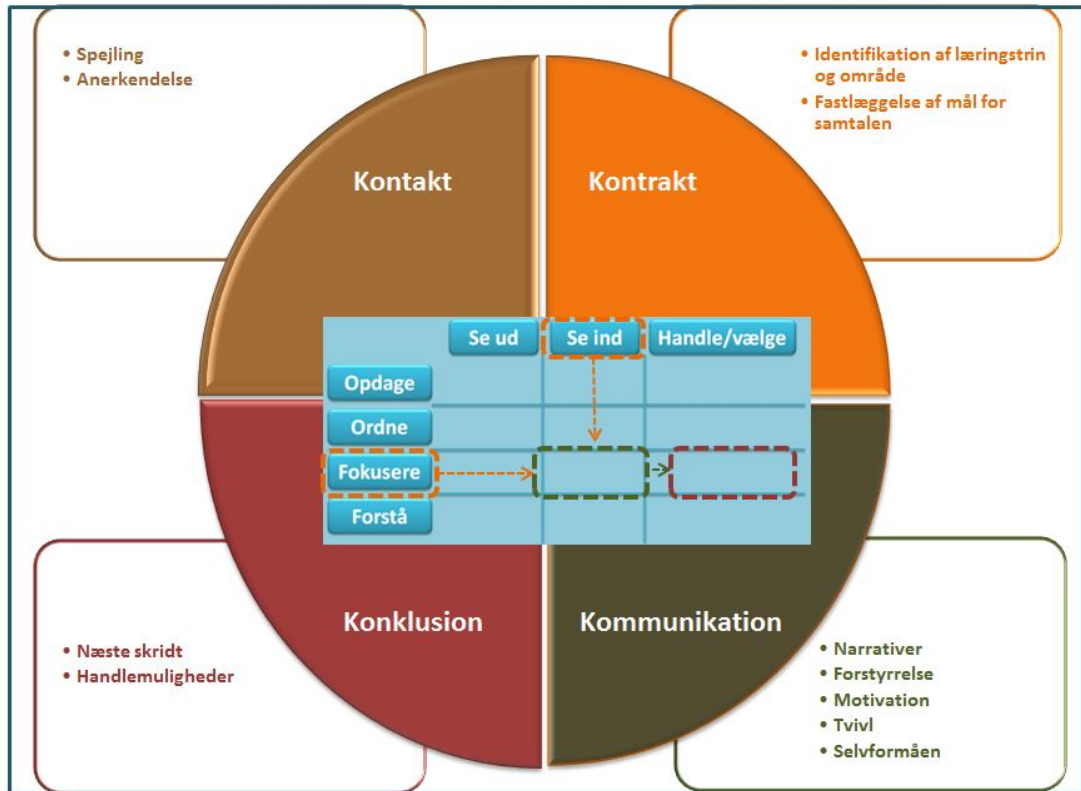 • Spejling
• Anerkendelse
• Identifikation af læringstrin
og område
• Fastlæggelse af mål for
samtalen
Kontakt
Kontrakt
Se ud
Se ind
Handle/vælge
Opdage
Ordne
Fokusere
Forstå
Konklusion
Kommunikation
• Næste skridt
• Handlemuligheder
• Narrativer
• Forstyrrelse
• Motivation
• Tvivl
• Selvformåen